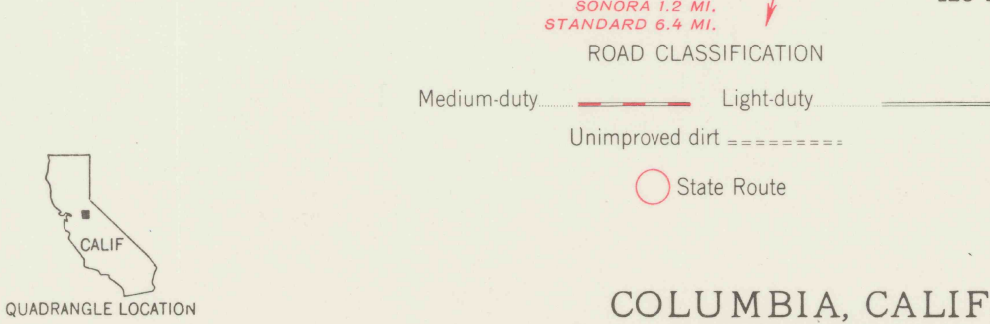 SONORA 1.2 MI.
STANDARD 6.4 MI.
ROAD CLASSIFICATION
Medium-duty Light-duty
Unimproved dirt
State Route
CALIF
QUADRANGLE LOCATION
COLUMBIA, CALIF